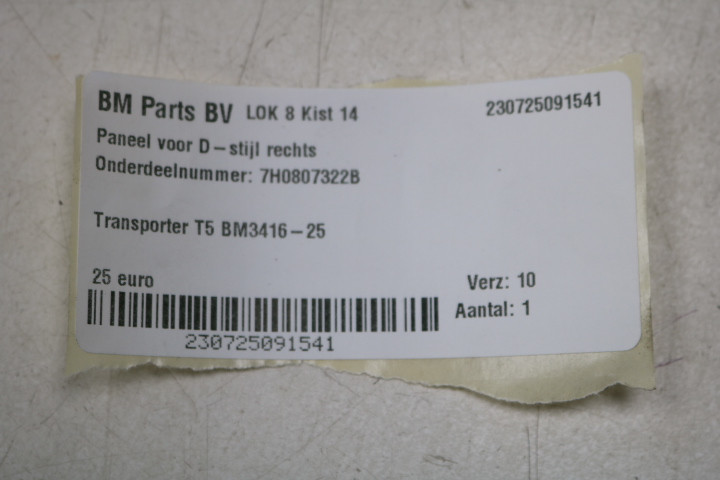 BM Parts BV LOK 8 Kist 14 230725091541
Paneel voor D-stijl rechts
Onderdeelnummer: 7H0807322B
Transporter T5 BM3416-25
25 euro Verz: 10
Aantal: 1
230725091541